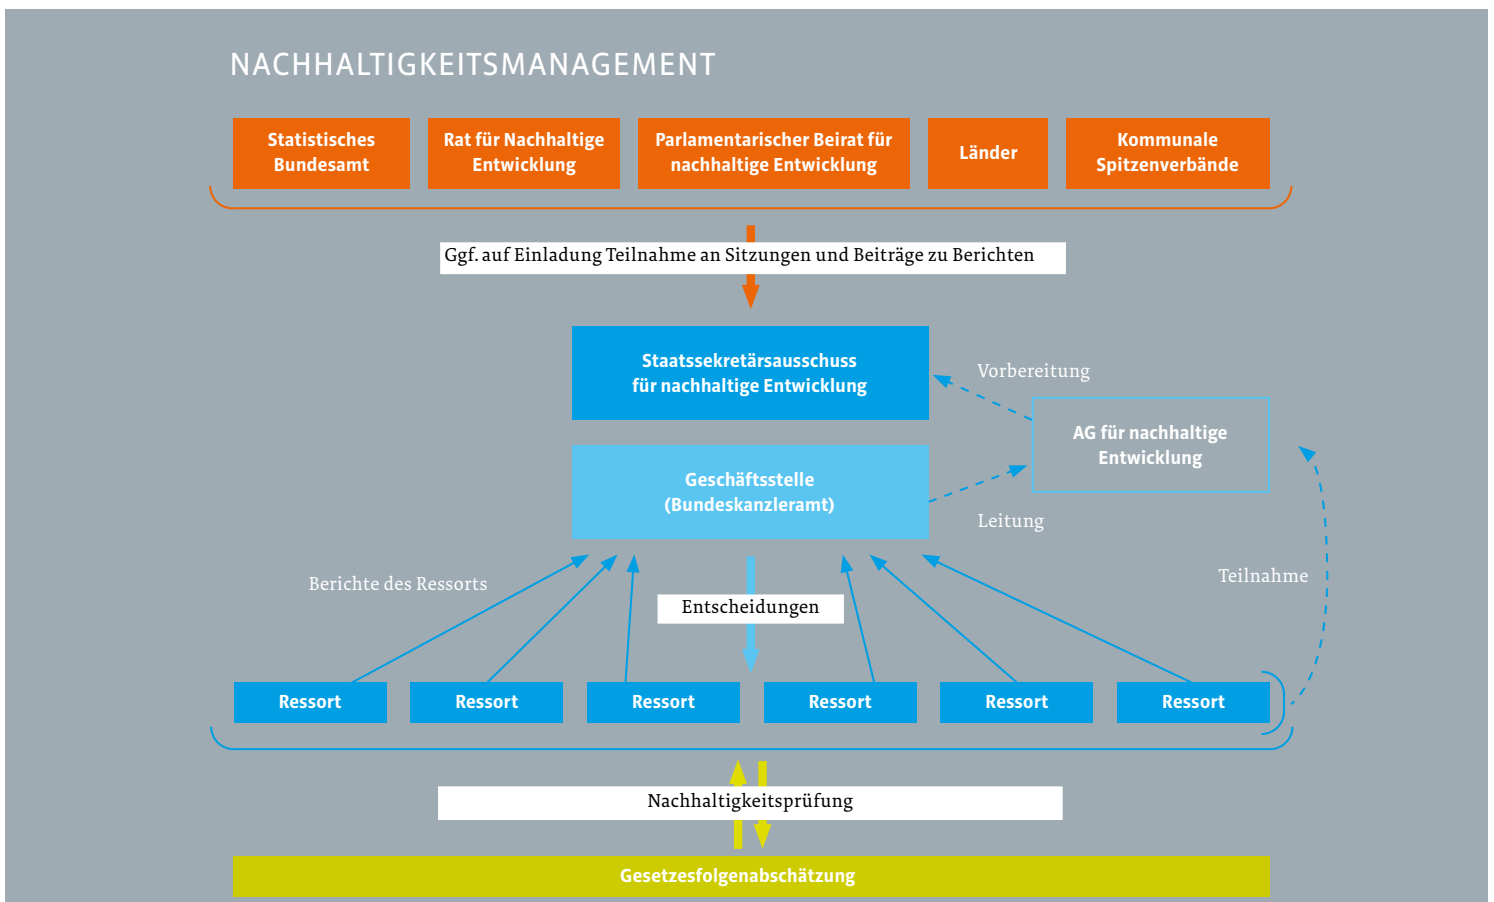 NACHHALTIGKEITSMANAGEMENT
Statistisches
Bundesamt
Rat für Nachhaltige
Entwicklung
Parlamentarischer Beirat für
nachhaltige Entwicklung
Länder
Kommunale
Spitzenverbände
Ggf. auf Einladung Teilnahme an Sitzungen und Beiträge zu Berichten
Staatssekretärsausschuss
für nachhaltige Entwicklung
Vorbereitung
AG für nachhaltige
Entwicklung
Geschäftsstelle
(Bundeskanzleramt)
Leitung
Berichte des Ressorts
Teilnahme
Entscheidungen
Ressort
Ressort
Ressort
Ressort
Ressort
Ressort
Nachhaltigkeitsprüfung
Gesetzesfolgenabschätzung